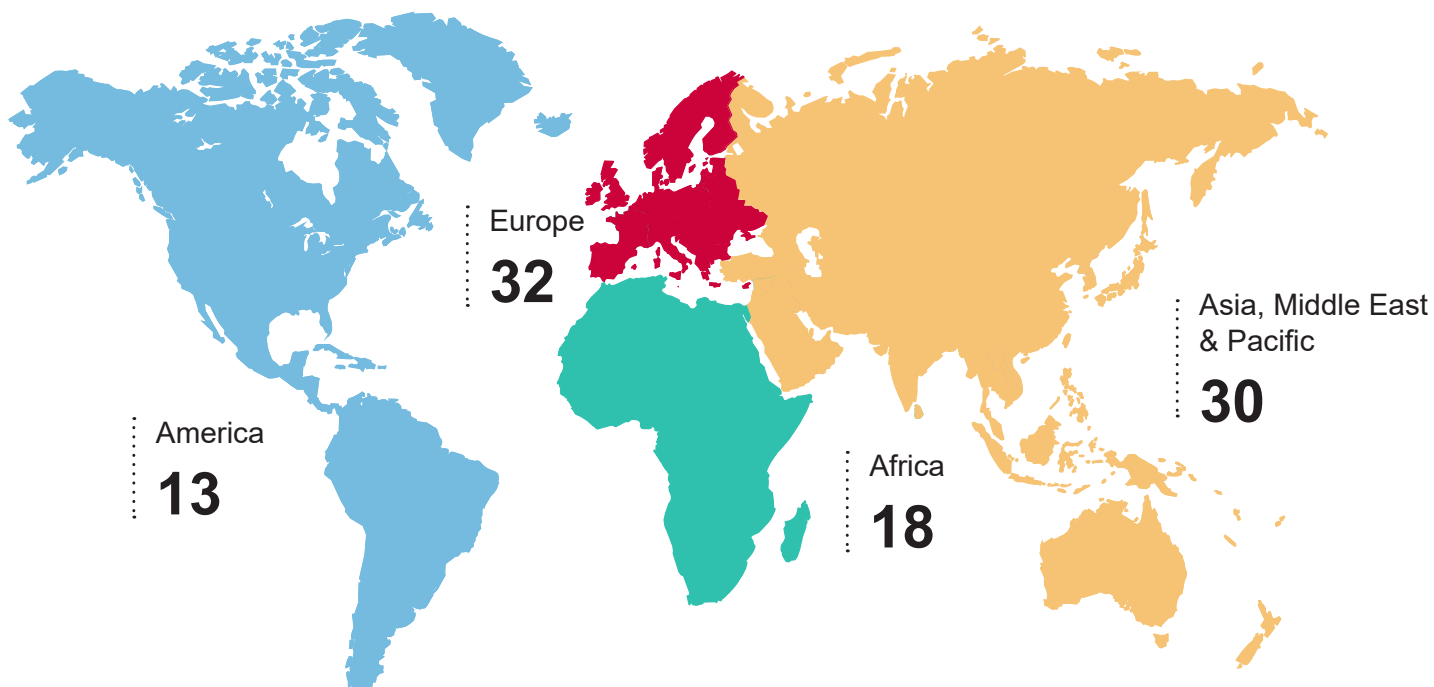 Europe
32
Asia, Middle East
& Pacific
30
America
13
Africa
18